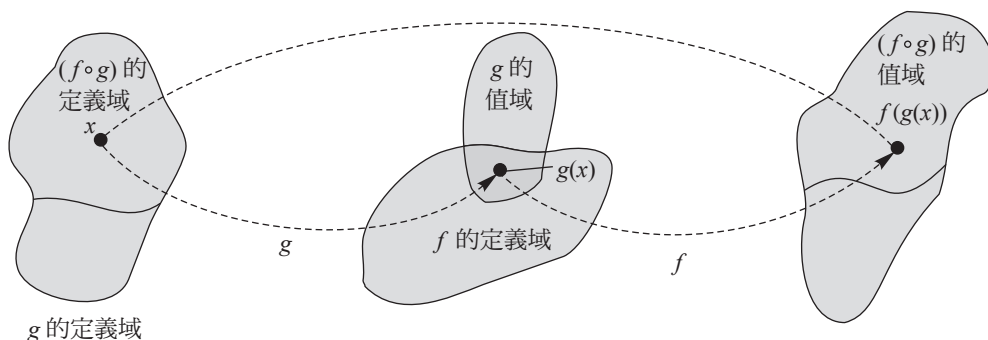 (f∘g) 的
定義域
x
g 的定義域
g
g 的
值域
g(x)
f 的定義域
f
(f∘g) 的
值域
f(g(x))